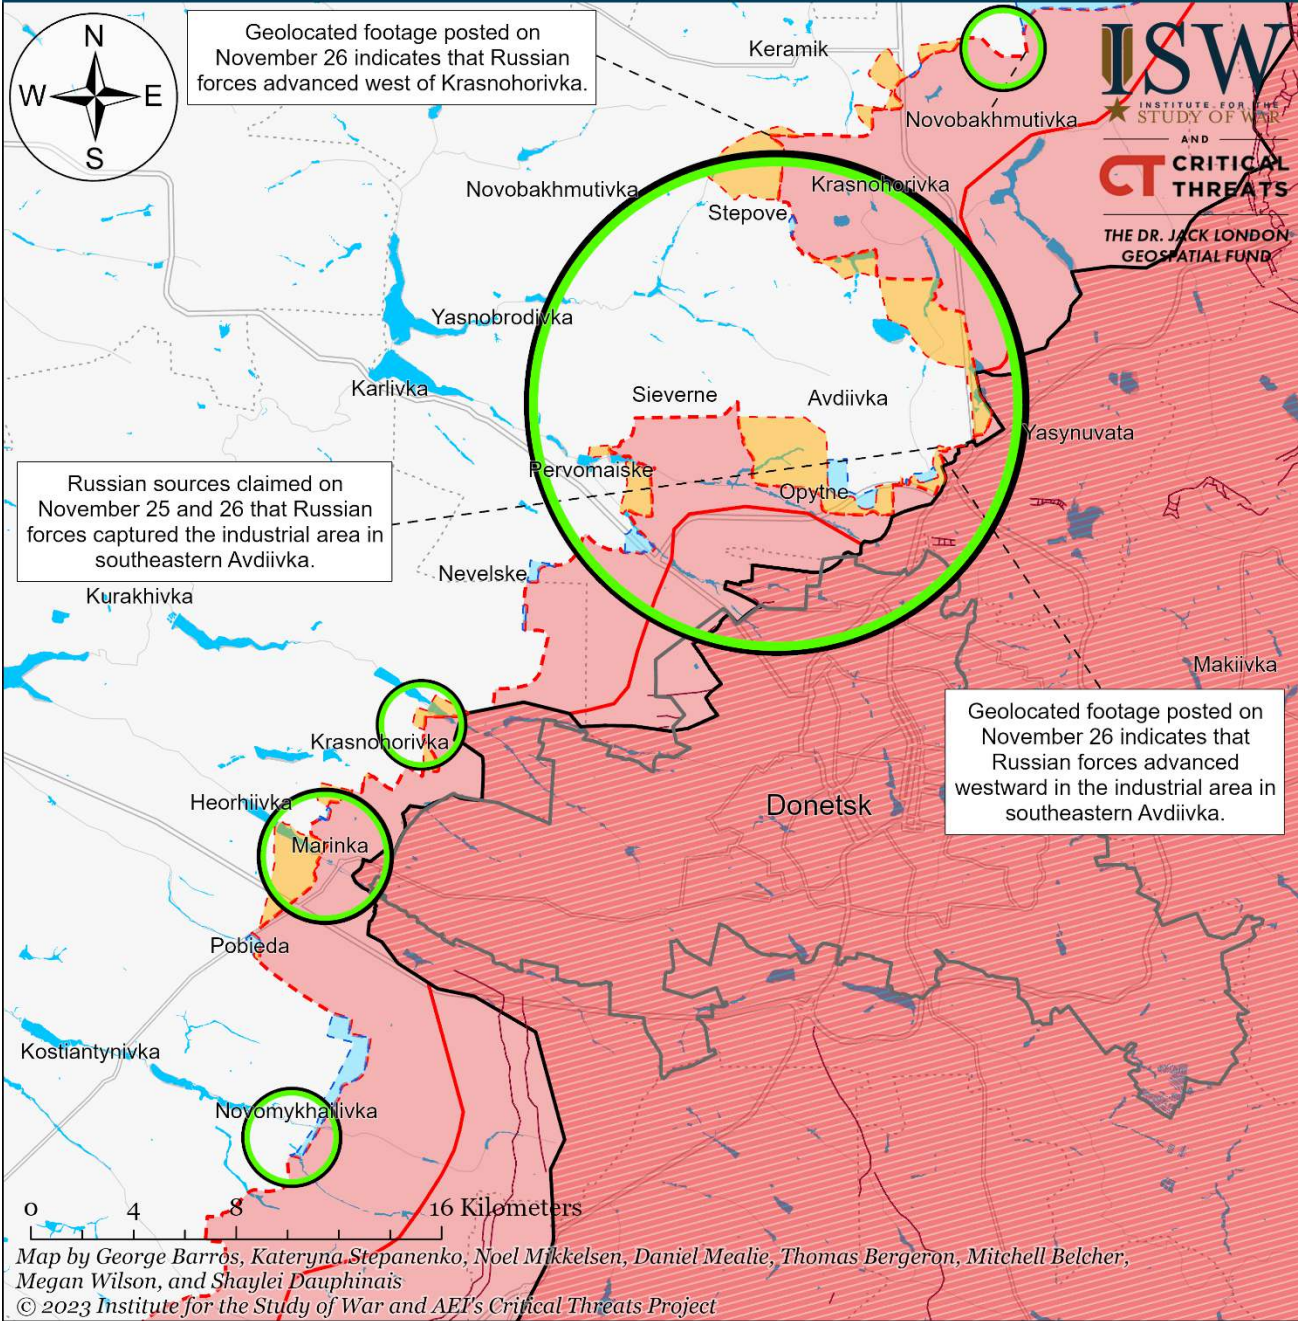 N
W
E
S
Geolocated footage posted on
November 26 indicates that Russian
forces advanced west of Krasnohorivka.
Keramik
Novobakhmutivka
ISW
INSTITUTE FOR THE
STUDY OF WAR
AND
CT CRITICAL
THREATS
THE DR. JACK LONDON
GEOSPATIAL FUND
Novobakhmutivka
Krasnohorivka
Stepove
Yasnobrodivka
Karlivka
Sieverne
Avdiivka
Yasynuvata
Pervomaiske
Opytne
Russian sources claimed on
November 25 and 26 that Russian
forces captured the industrial area in
southeastern Avdiivka.
Nevelske
Kurakhivka
Makiivka
Geolocated footage posted on
November 26 indicates that
Russian forces advanced
westward in the industrial area in
southeastern Avdiivka.
Krasnohorivka
Heorhiivka
Donetsk
Marinka
Pobieda
Kostiantynivka
Novomykhailivka
0 4 8 16 Kilometers
Map by George Barros, Kateryna Stepanenko, Noel Mikkelsen, Daniel Mealie, Thomas Bergeron, Mitchell Belcher,
Megan Wilson, and Shaylei Dauphinais
© 2023 Institute for the Study of War and AEI's Critical Threats Project